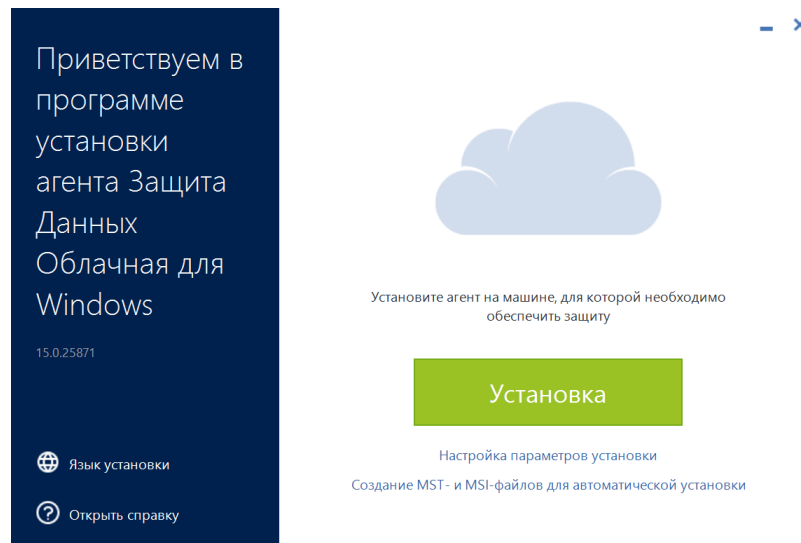 Приветствуем в
программе
установки
агента Защита
Данных
Облачная для
Windows
15.0.25871
Язык установки
Открыть справку
Установите агент на машине, для которой необходимо
обеспечить защиту
Установка
Настройка параметров установки
Создание MST- и MSI-файлов для автоматической установки